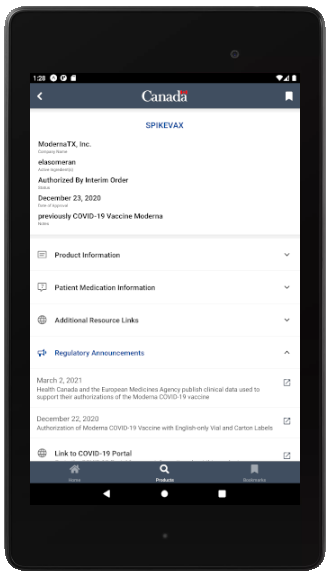 1:28
Canada
SPIKEVAX
ModernaTX, Inc.
Company Name
elasomeran
Active Ingredient(s)
Authorized By Interim Order
Status
December 23, 2020
Date of Approval
previously COVID-19 Vaccine Moderna
Notes
Product Information
Patient Medication Information
Additional Resource Links
Regulatory Announcements
March 2, 2021
Health Canada and the European Medicines Agency publish clinical data used to
support their authorizations of the Moderna COVID-19 vaccine
December 22, 2020
Authorization of Moderna COVID-19 Vaccine with English-only Vial and Carton Labels
Link to COVID-19 Portal
Home
Products
Bookmarks